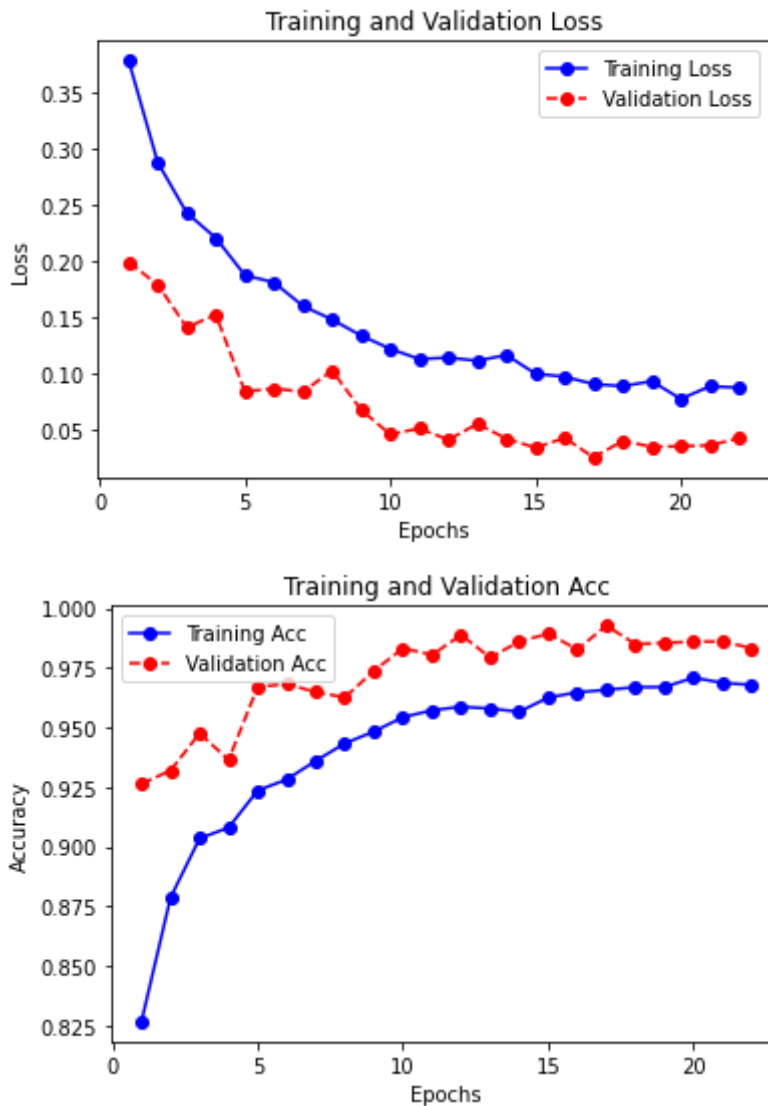 Training and Validation Loss
Training Loss
Validation Loss
0.35
0.30
0.25
0.20
0.15
0.10
0.05
Loss
0
5
10
15
20
Epochs
Training and Validation Acc
Training Acc
Validation Acc
1.000
0.975
0.950
0.925
0.900
0.875
0.850
0.825
Accuracy
0
5
10
15
20
Epochs